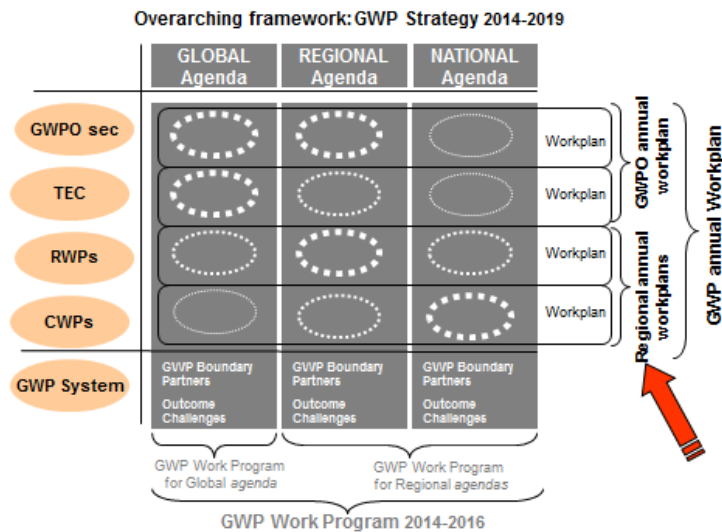 Overarching framework: GWP Strategy 2014-2019
GLOBAL
Agenda
REGIONAL
Agenda
NATIONAL
Agenda
GWPO sec
Workplan
TEC
Workplan
RWPs
Workplan
CWPs
Workplan
GWPO annual
workplan
Regional annual
workplans
GWP annual Workplan
GWP System
GWP Boundary
Partners
Outcome
Challenges
GWP Boundary
Partners
Outcome
Challenges
GWP Boundary
Partners
Outcome
Challenges
GWP Work Program
for Global agenda
GWP Work Program
for Regional agendas
GWP Work Program 2014-2016